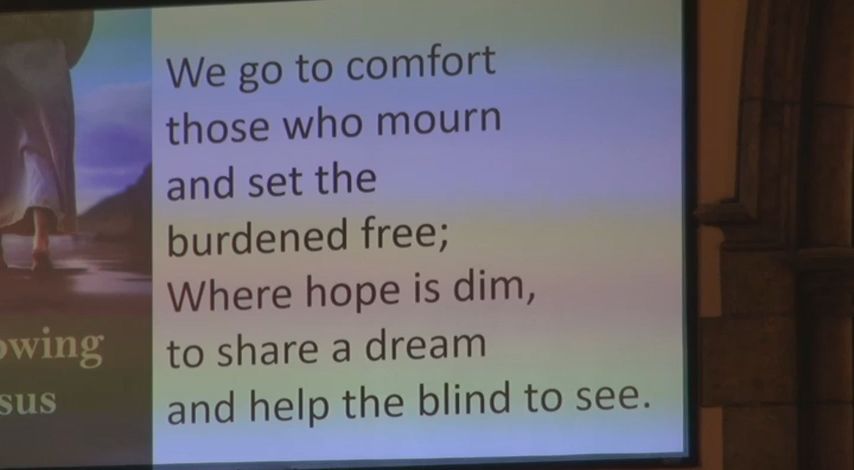 We go to comfort
those who mourn
and set the
burdened free;
Where hope is dim,
to share a dream
and help the blind to see.